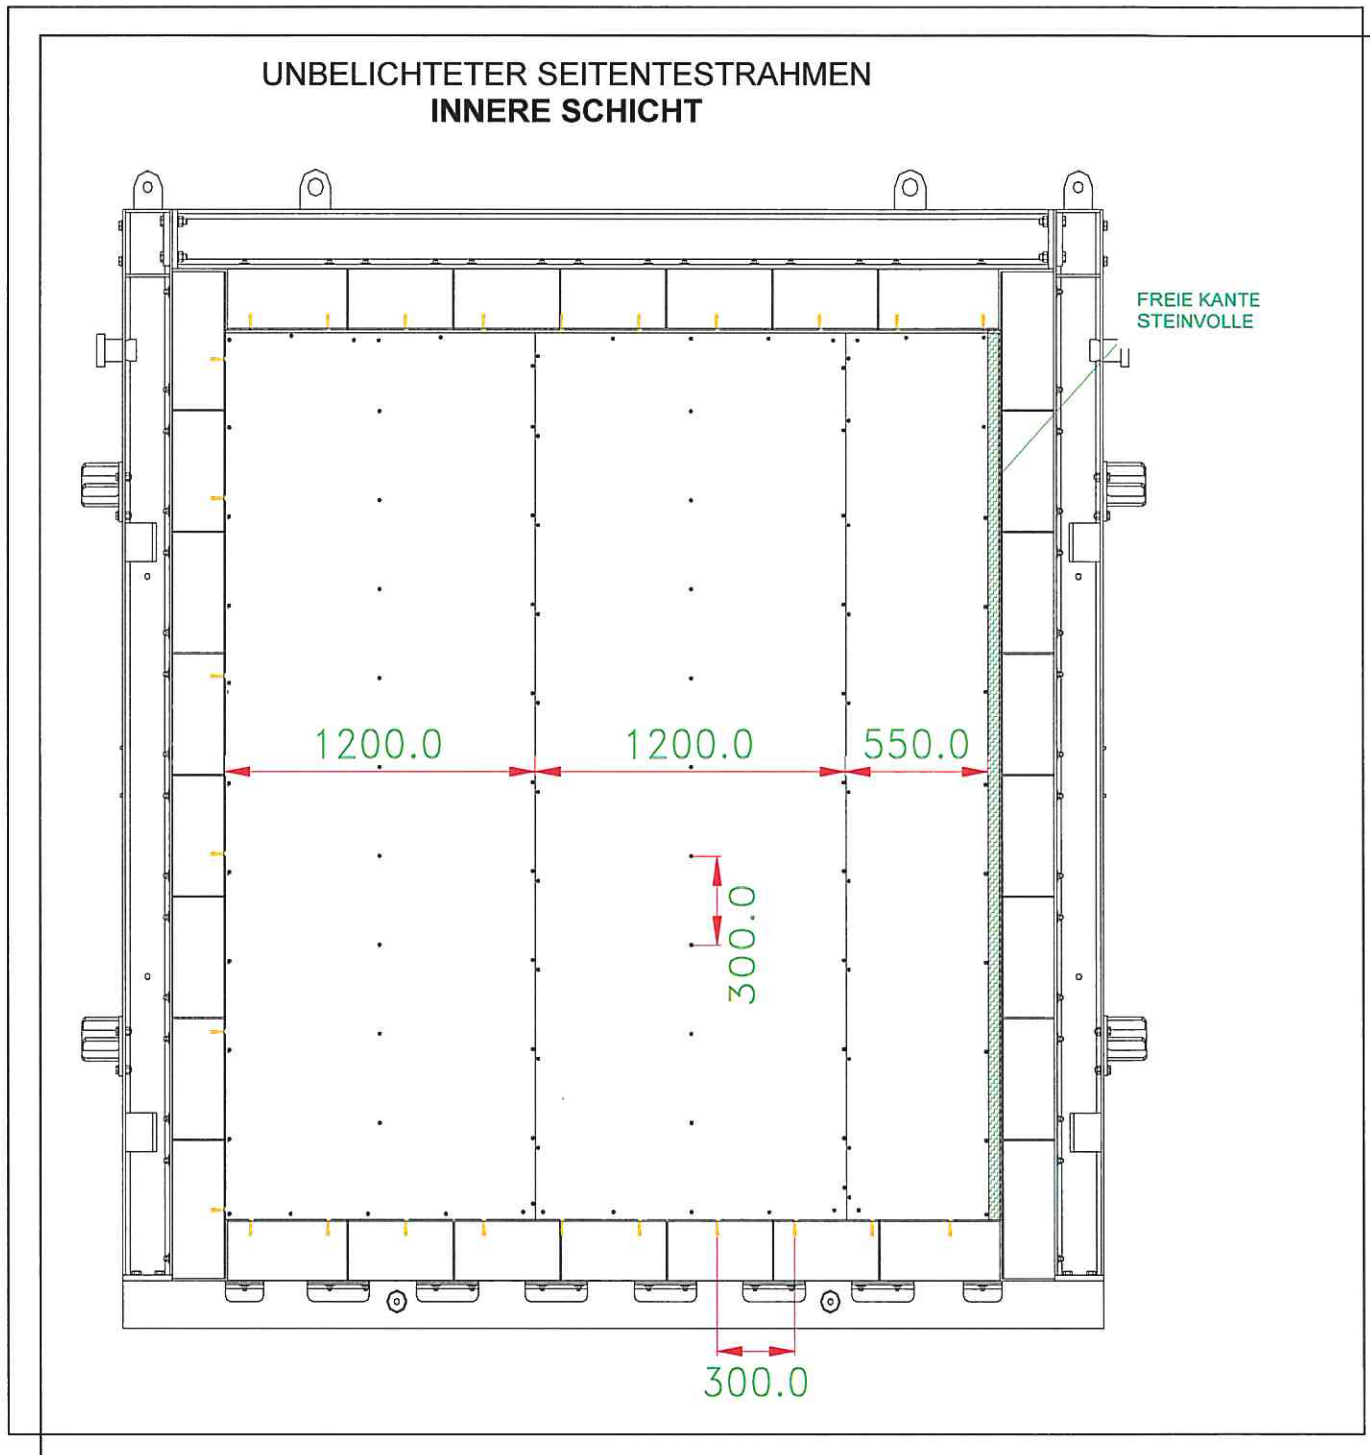 UNBELICHTETER SEITENTESTRAHMEN
INNERE SCHICHT
FREIE KANTE
STEINVOLLE
1200.0
1200.0
550.0
300.0
300.0